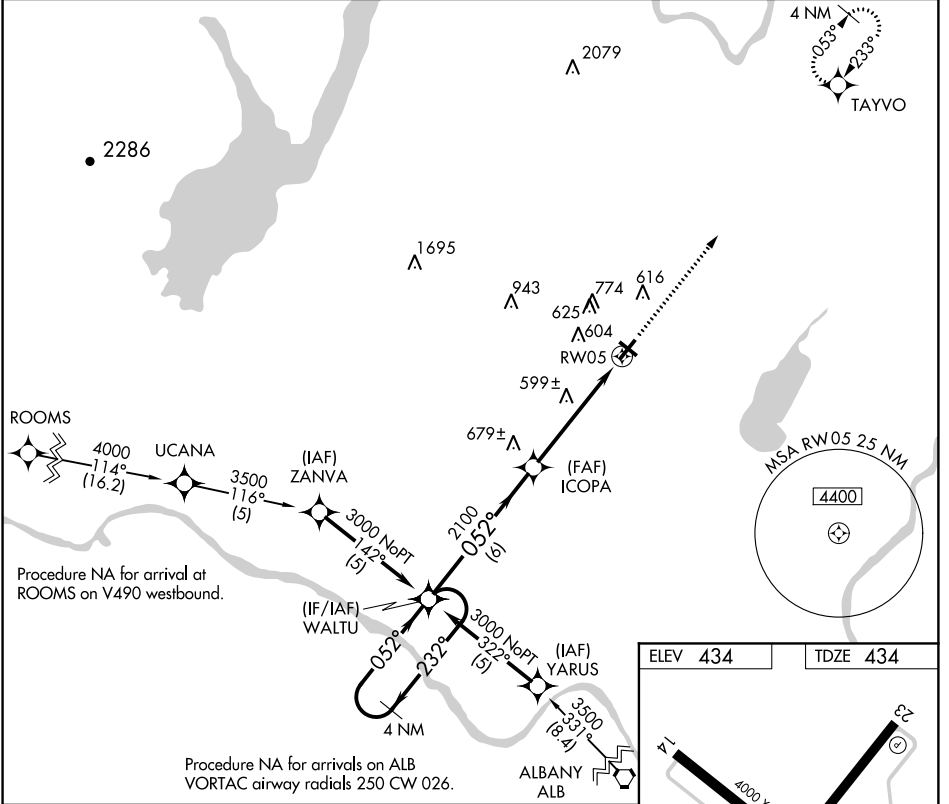 4 NM
053°
233°
TAYVO
2079
2286
1695
943
774
616
625
604
RW05
599±
679±
ROOMS
4000
114°
(16.2)
UCANA
3500
116°
(5)
(IAF)
ZANVA
3000 NoPT
142°
(5)
(FAF)
ICOPA
2100
052°
(6)
MSA RW05 25 NM
4400
Procedure NA for arrival at
ROOMS on V490 westbound.
(IF/IAF)
WALTU
052°
232°
4 NM
3000 NoPT
322°
(5)
(IAF)
YARUS
3500
331°
(8.4)
ALBANY
ALB
Procedure NA for arrivals on ALB
VORTAC airway radials 250 CW 026.
ELEV 434
TDZE 434
23
P
14
4000 X